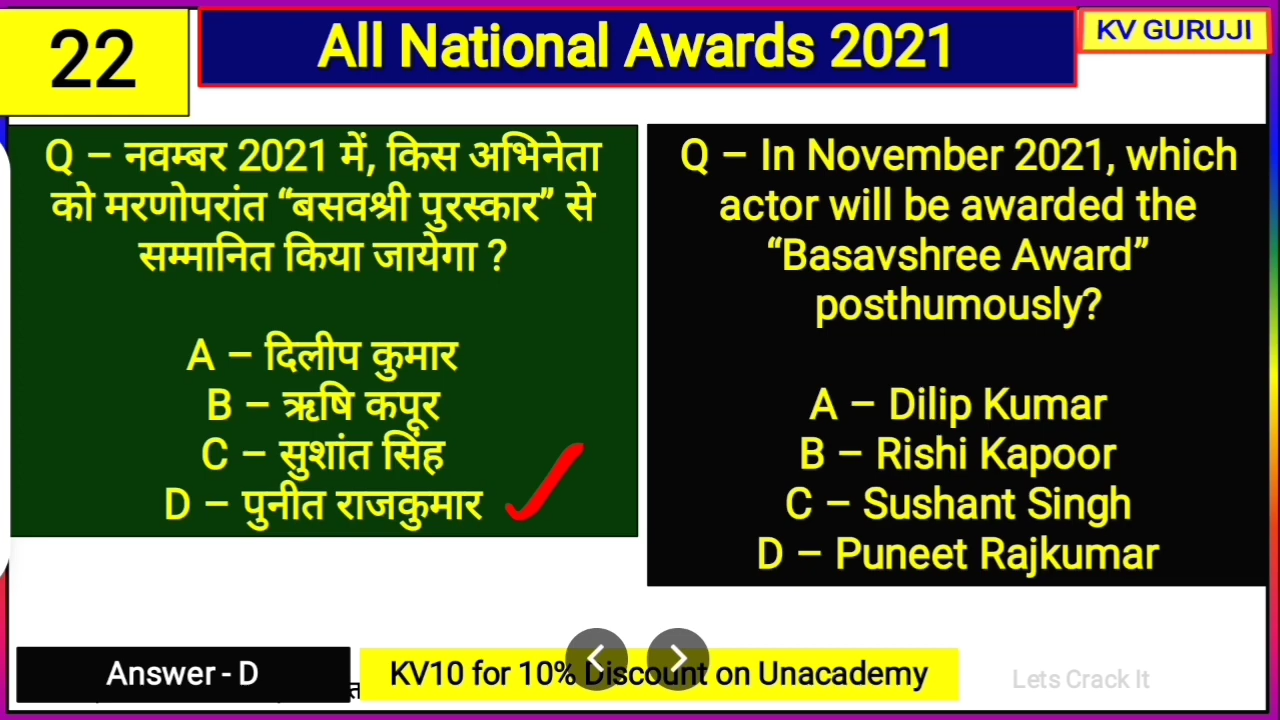 22
All National Awards 2021
KV GURUJI
Q – नवम्बर 2021 में, किस अभिनेता
को मरणोपरांत “बसवश्री पुरस्कार” से
सम्मानित किया जायेगा ?
A – दिलीप कुमार
B – ऋषि कपूर
C – सुशांत सिंह
D – पुनीत राजकुमार
Q – In November 2021, which
actor will be awarded the
“Basavshree Award”
posthumously?
A – Dilip Kumar
B – Rishi Kapoor
C – Sushant Singh
D – Puneet Rajkumar
Answer - D
KV10 for 10% Discount on Unacademy
Lets Crack It